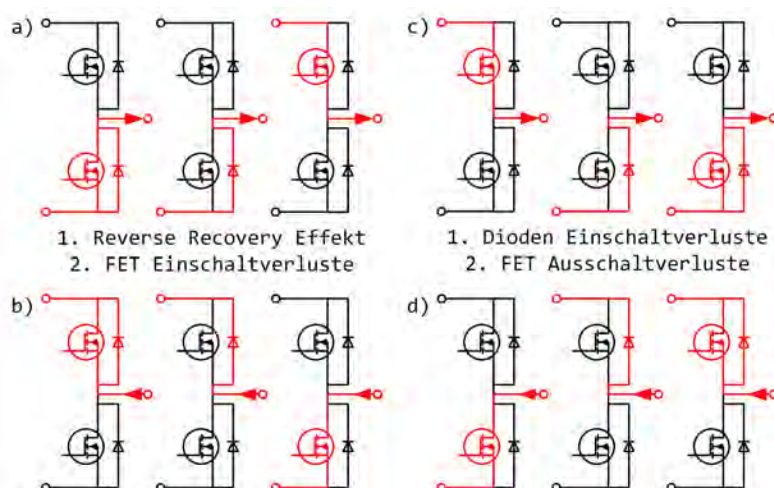 a)
c)
1. Reverse Recovery Effekt
2. FET Einschaltverluste
1. Dioden Einschaltverluste
2. FET Ausschaltverluste
b)
d)